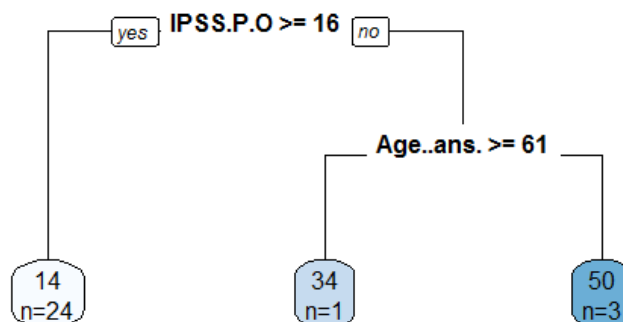 yes IPSS.P.O >= 16 no
Age..ans. >= 61
14 34 50
n=24 n=1 n=3